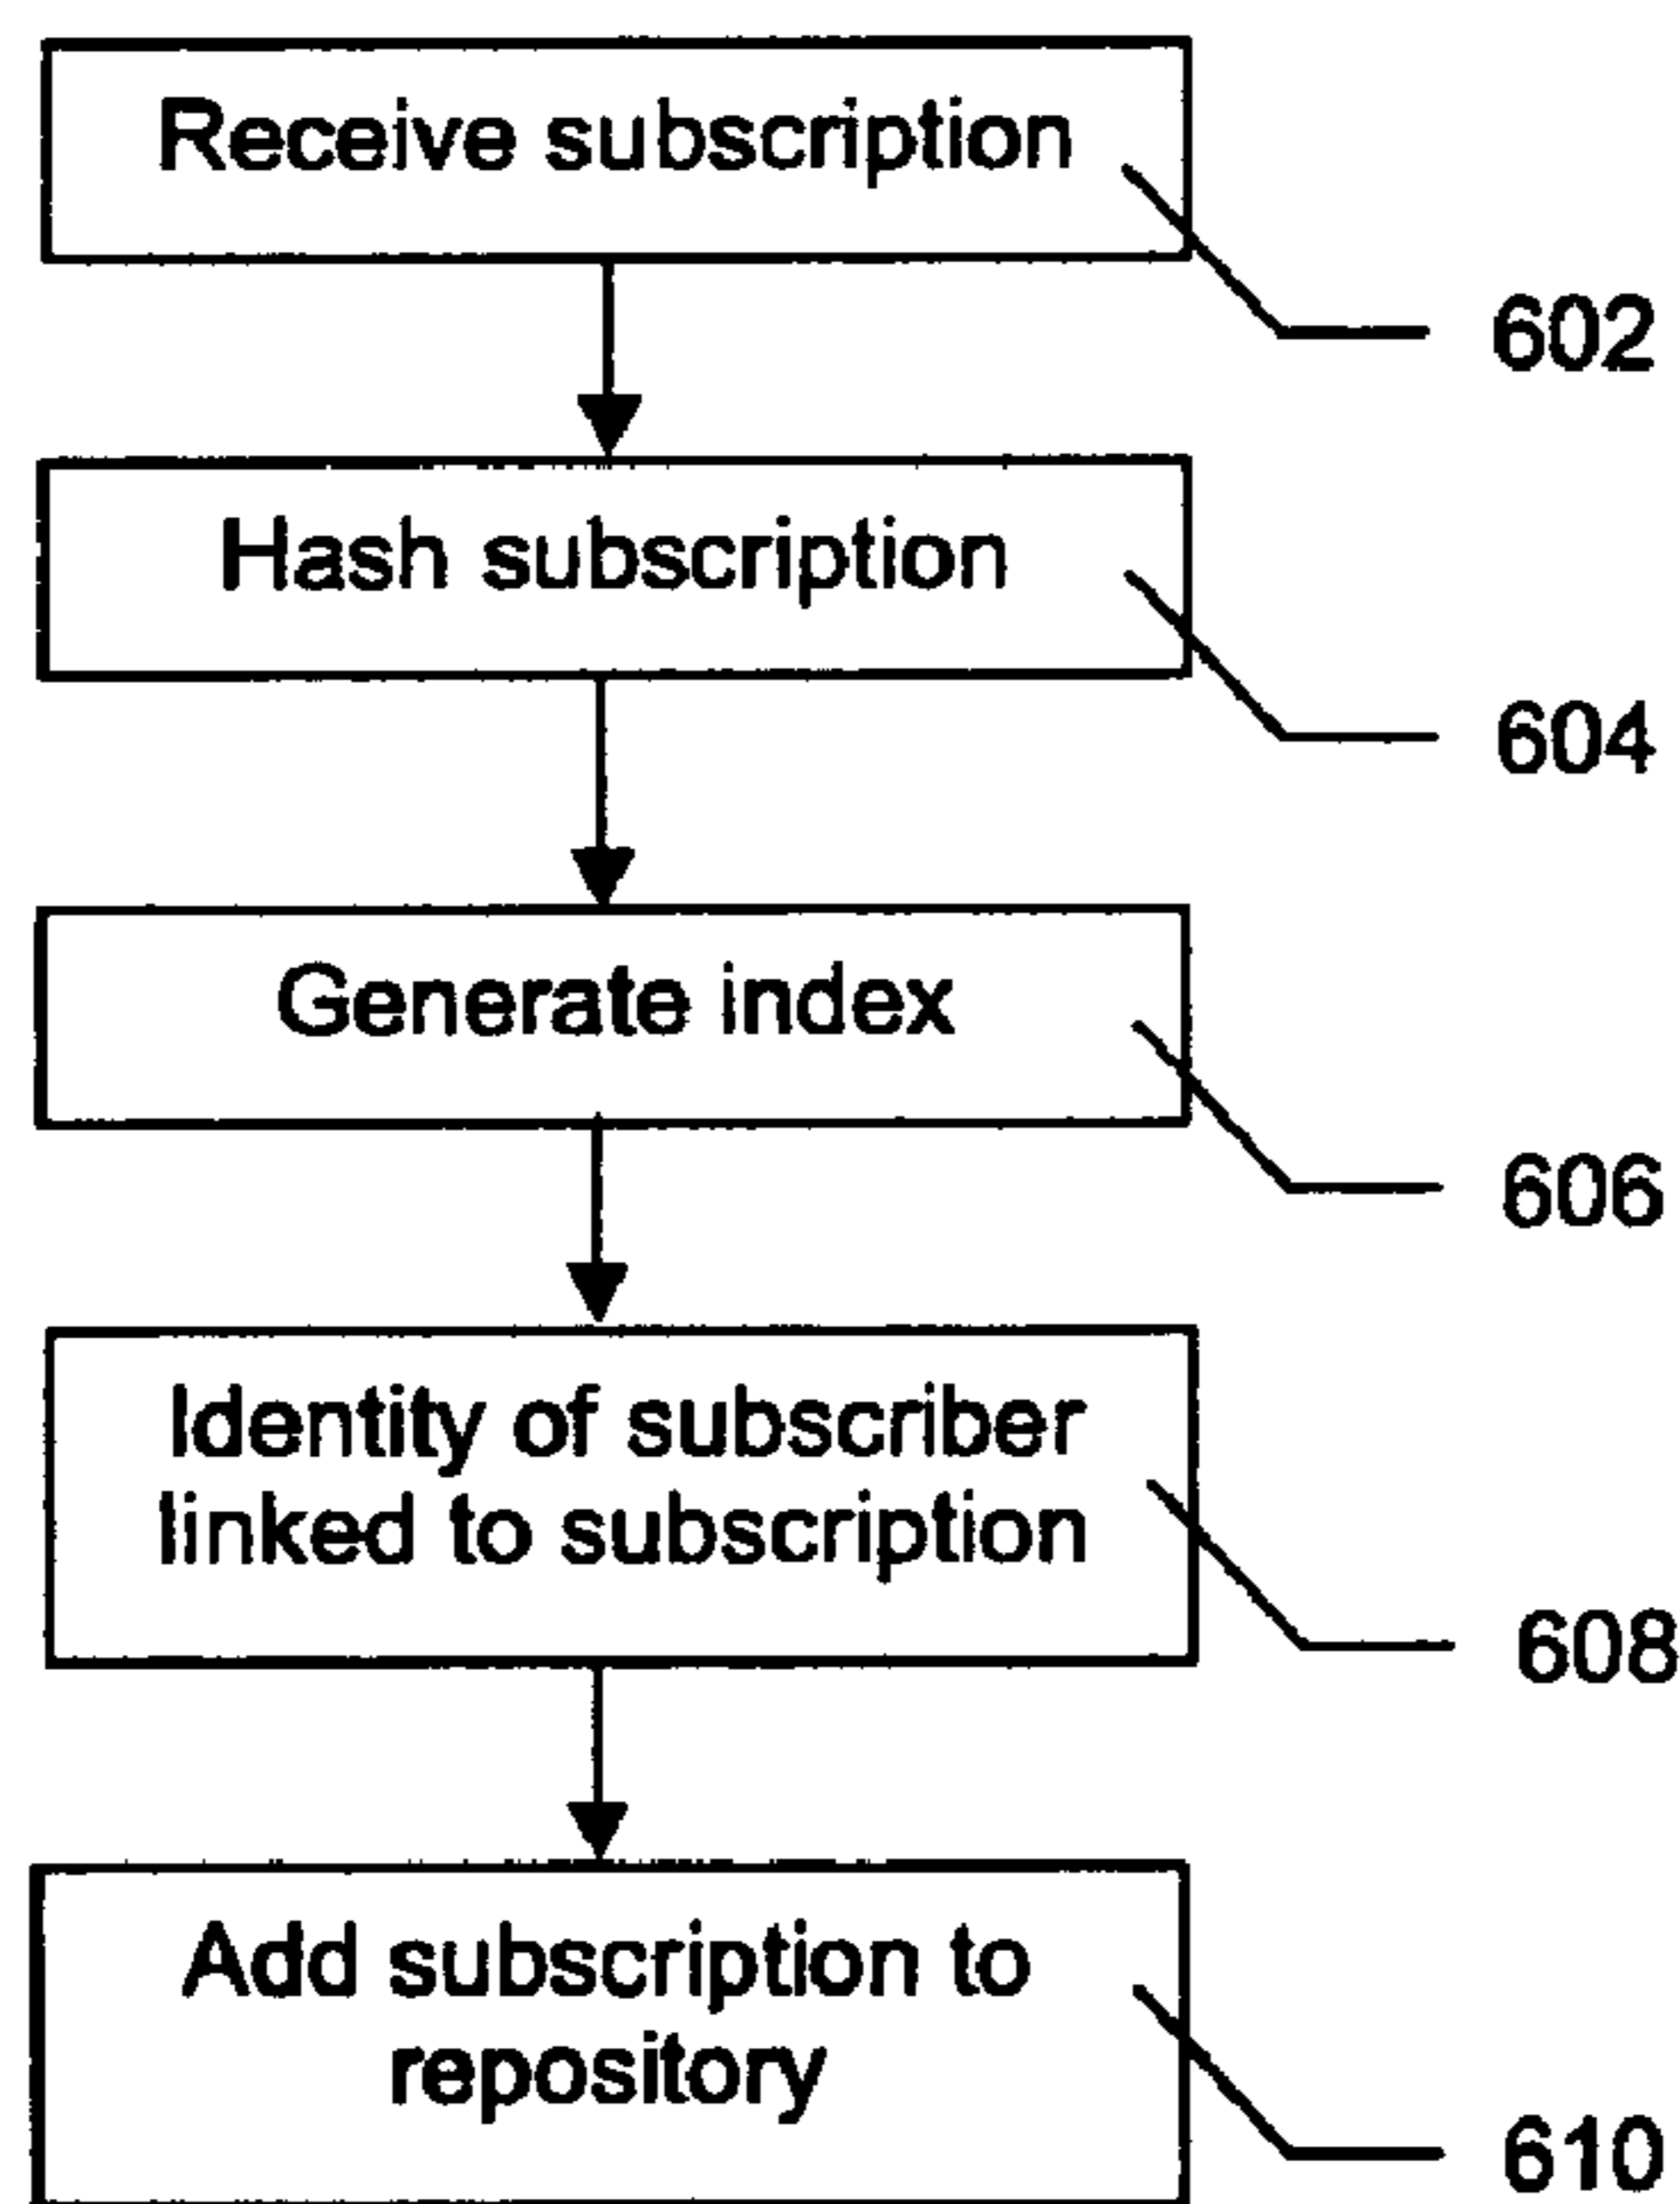 Receive subscription
602
Hash subscription
604
Generate index
606
Identity of subscriber
linked to subscription
608
Add subscription to
repository
610